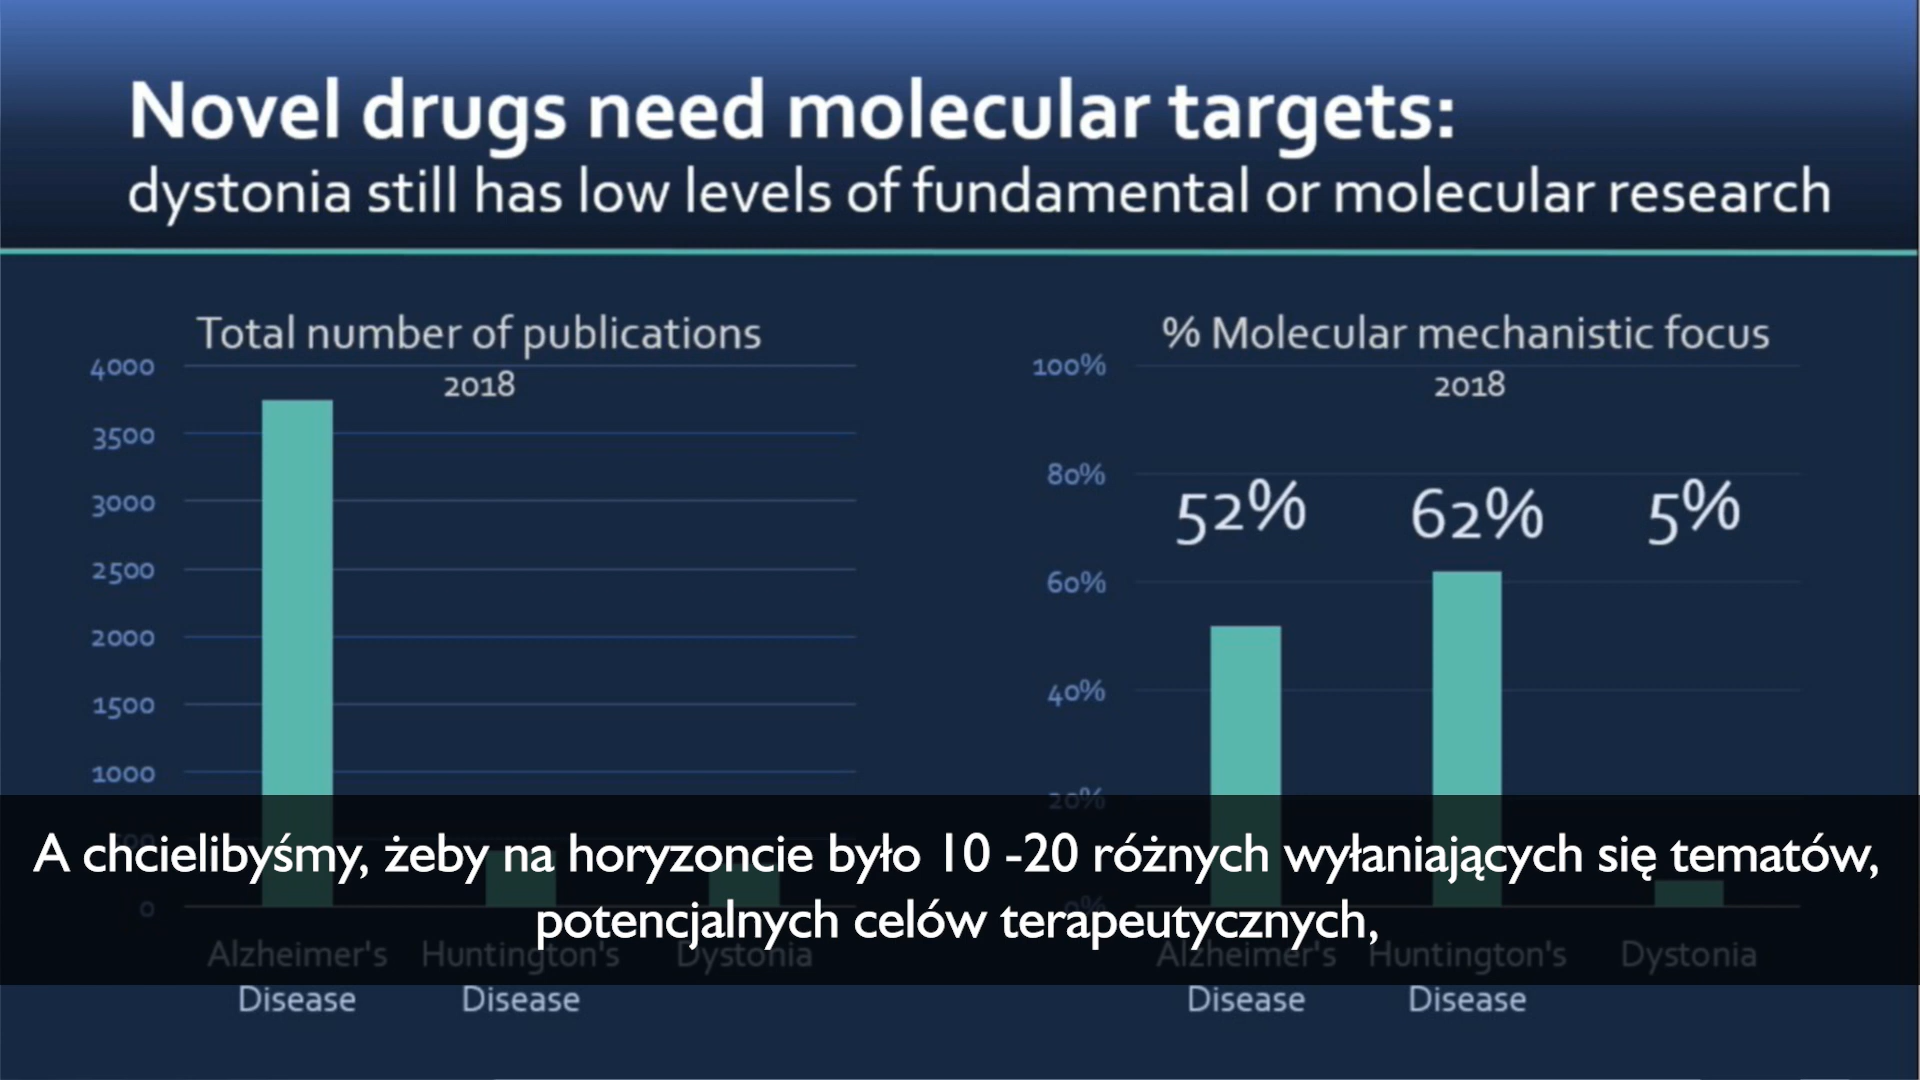 Novel drugs need molecular targets:
dystonia still has low levels of fundamental or molecular research
Total number of publications
2018
4000
3500
3000
2500
2000
1500
1000
500
0
Alzheimer's Disease
Huntington's Disease
Dystonia
% Molecular mechanistic focus
2018
100%
80%
60%
40%
20%
0%
52%
62%
5%
Alzheimer's Disease
Huntington's Disease
Dystonia
A chcielibyśmy, żeby na horyzoncie było 10 -20 różnych wyłaniających się tematów,
potencjalnych celów terapeutycznych,